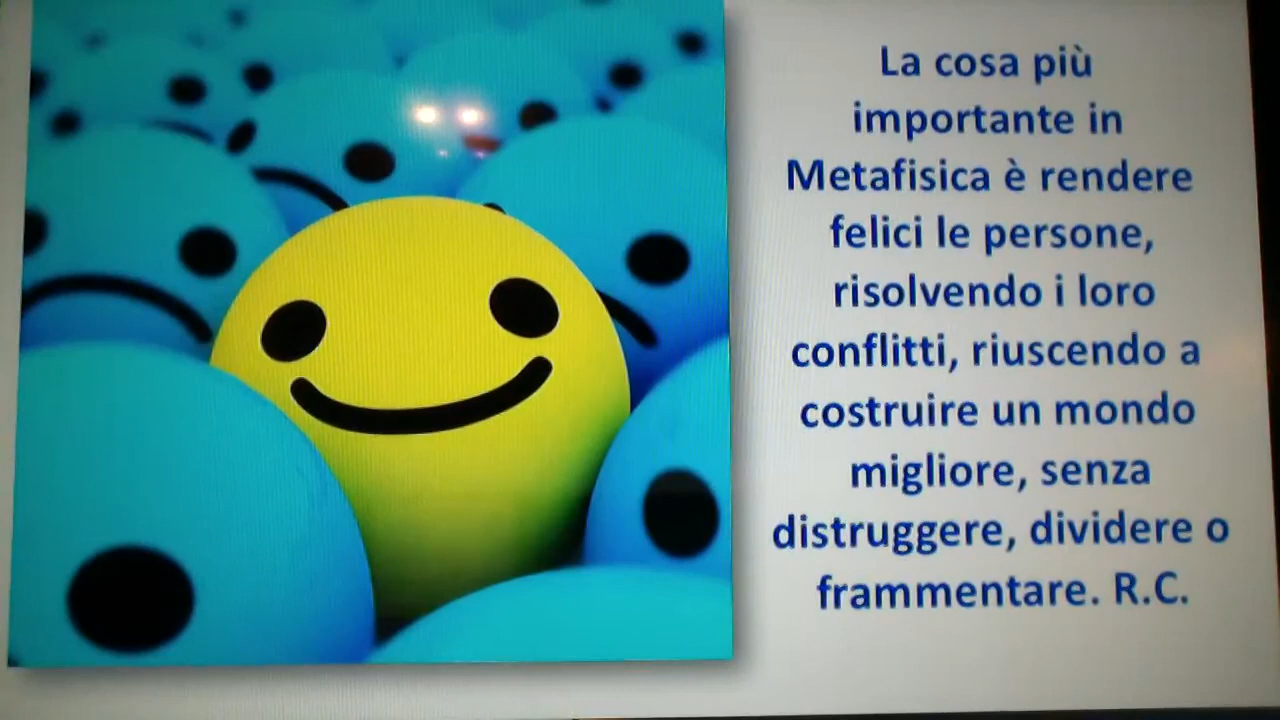 La cosa più
importante in
Metafisica è rendere
felici le persone,
risolvendo i loro
conflitti, riuscendo a
costruire un mondo
migliore, senza
distruggere, dividere o
frammentare. R.C.